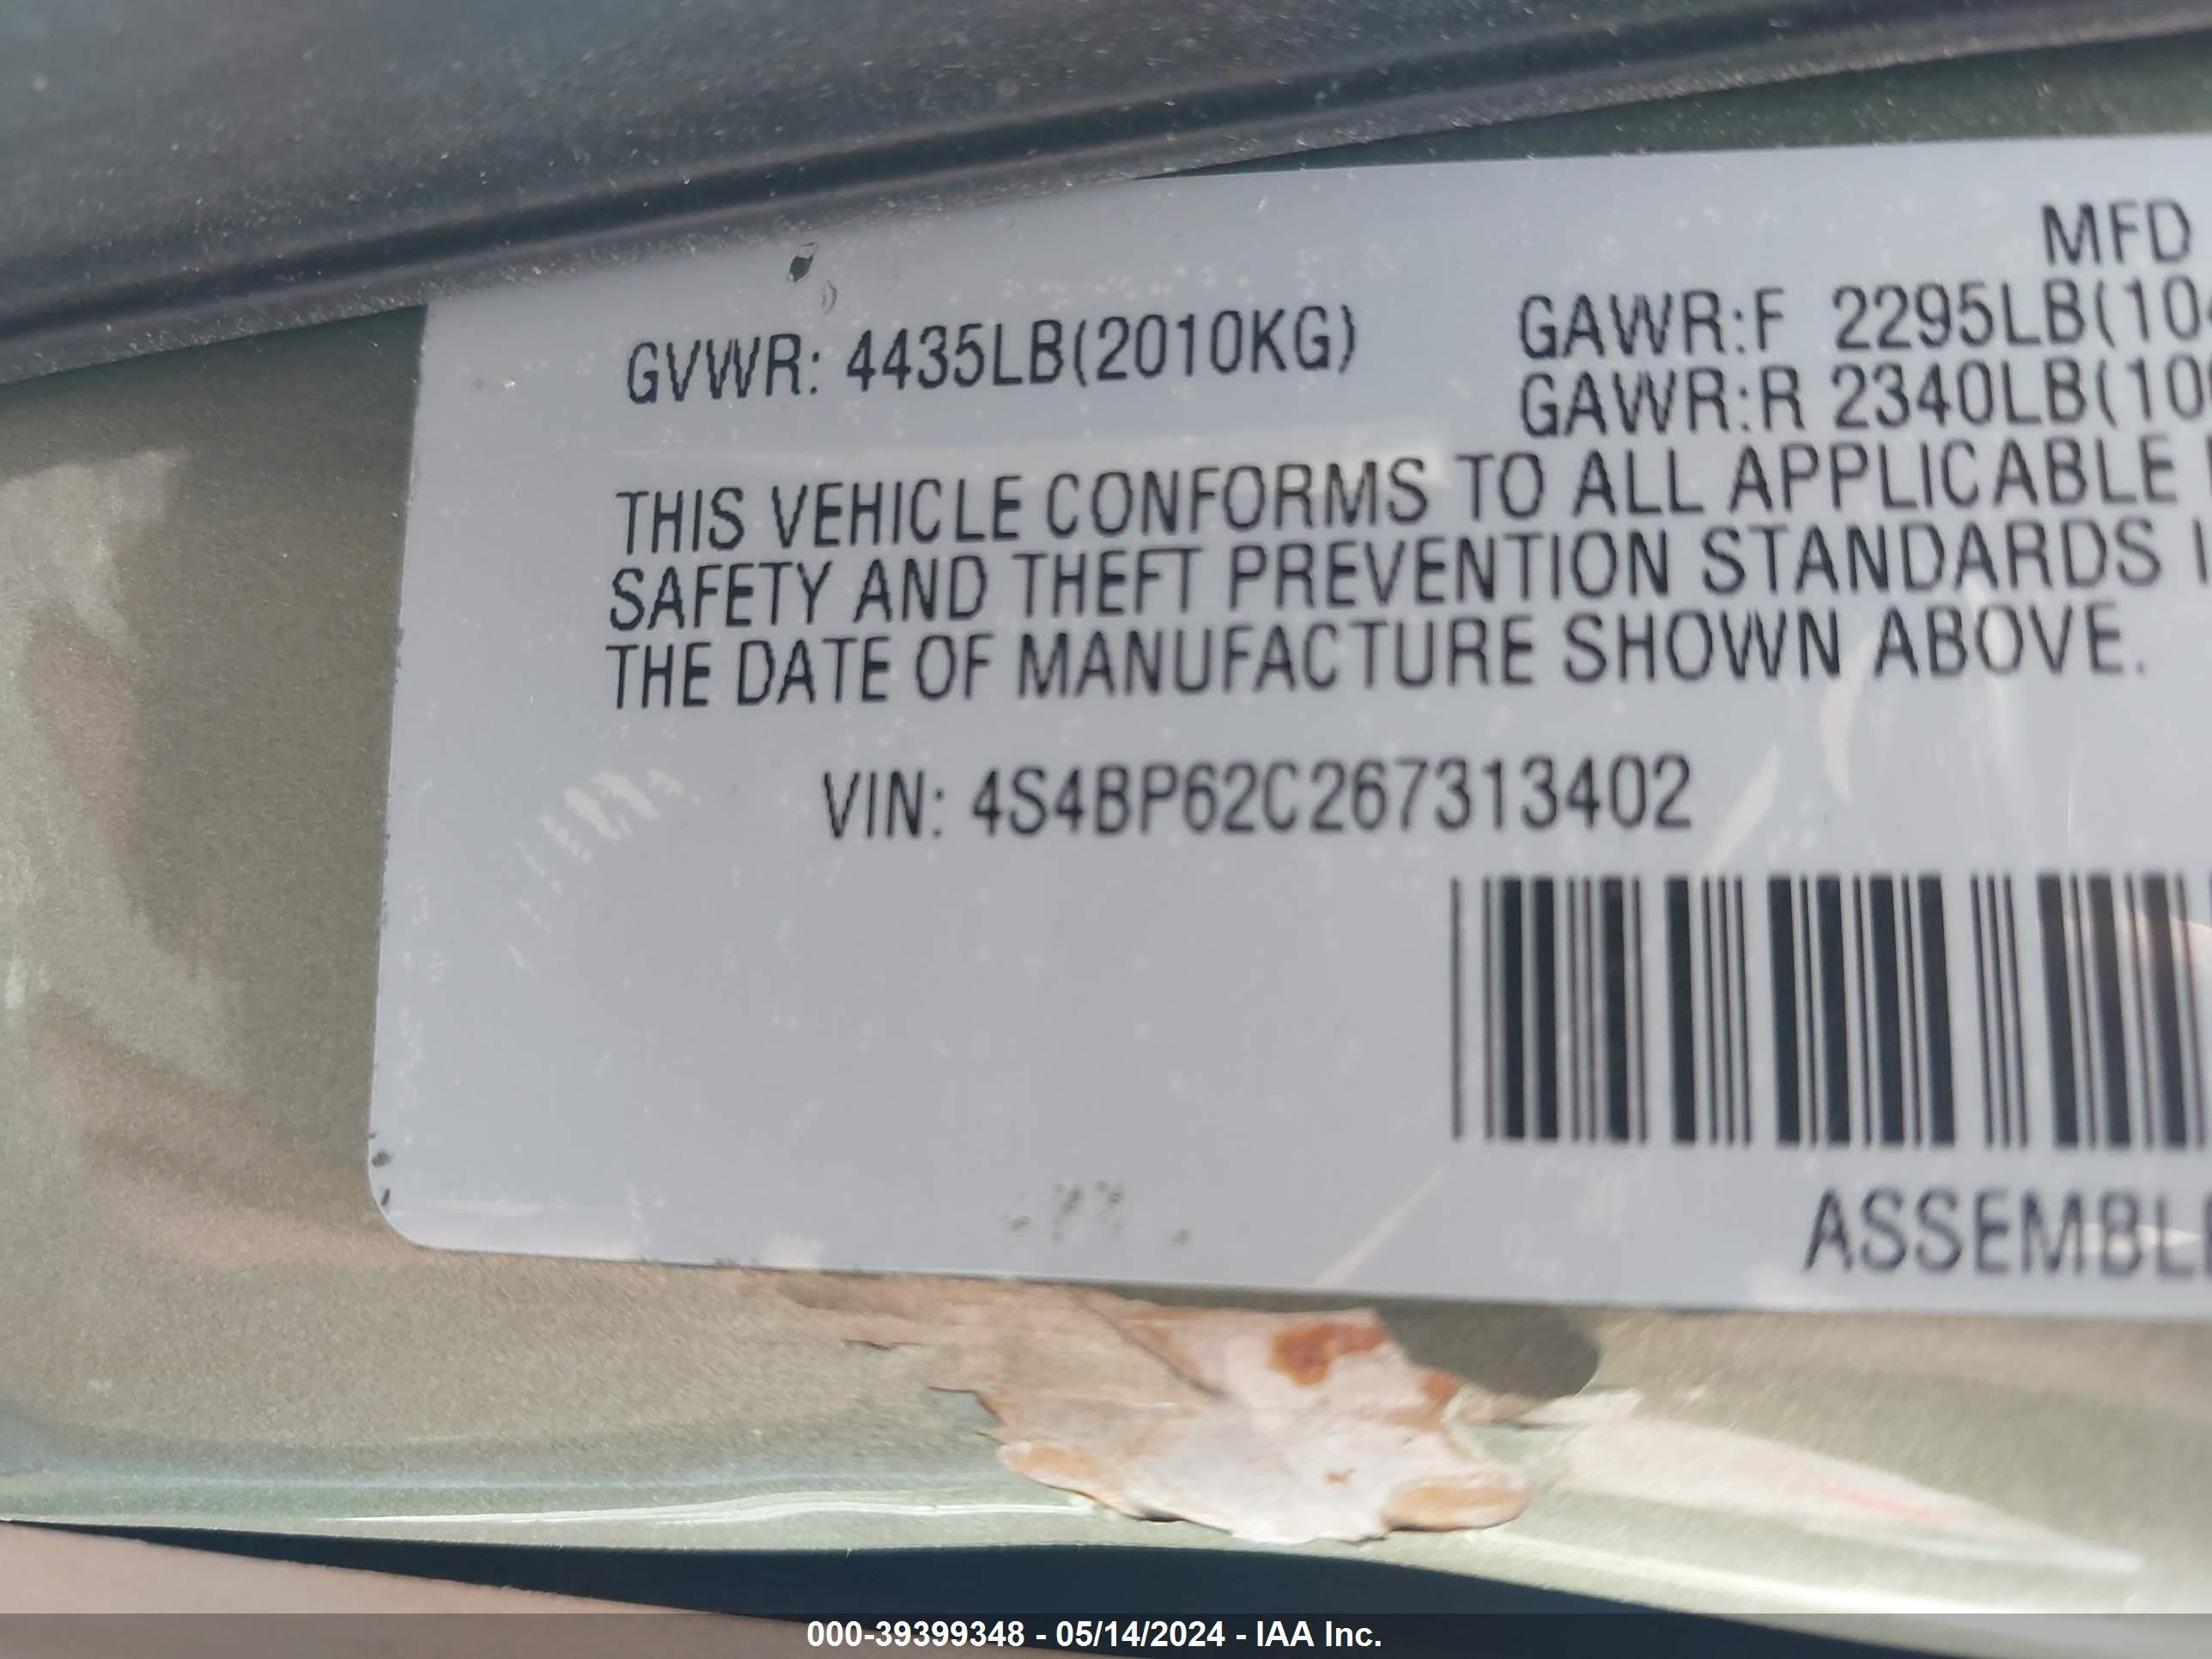 MFD
GVWR: 4435LB(2010KG) GAWR:F 2295LB(10
GAWR:R 2340LB(10
THIS VEHICLE CONFORMS TO ALL APPLICABLE
SAFETY AND THEFT PREVENTION STANDARDS I
THE DATE OF MANUFACTURE SHOWN ABOVE.
VIN: 4S4BP62C267313402
ASSEMBLE
000-39399348 - 05/14/2024 - IAA Inc.